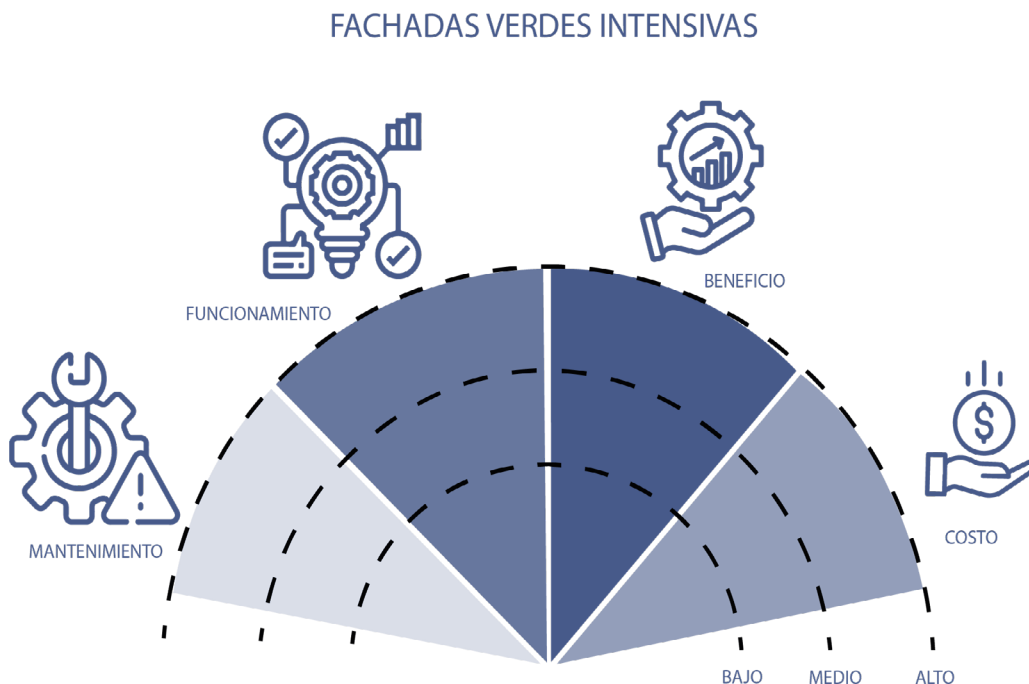 FACHADAS VERDES INTENSIVAS
BENEFICIO
FUNCIONAMIENTO
MANTENIMIENTO
$
COSTO
BAJO
MEDIO
ALTO